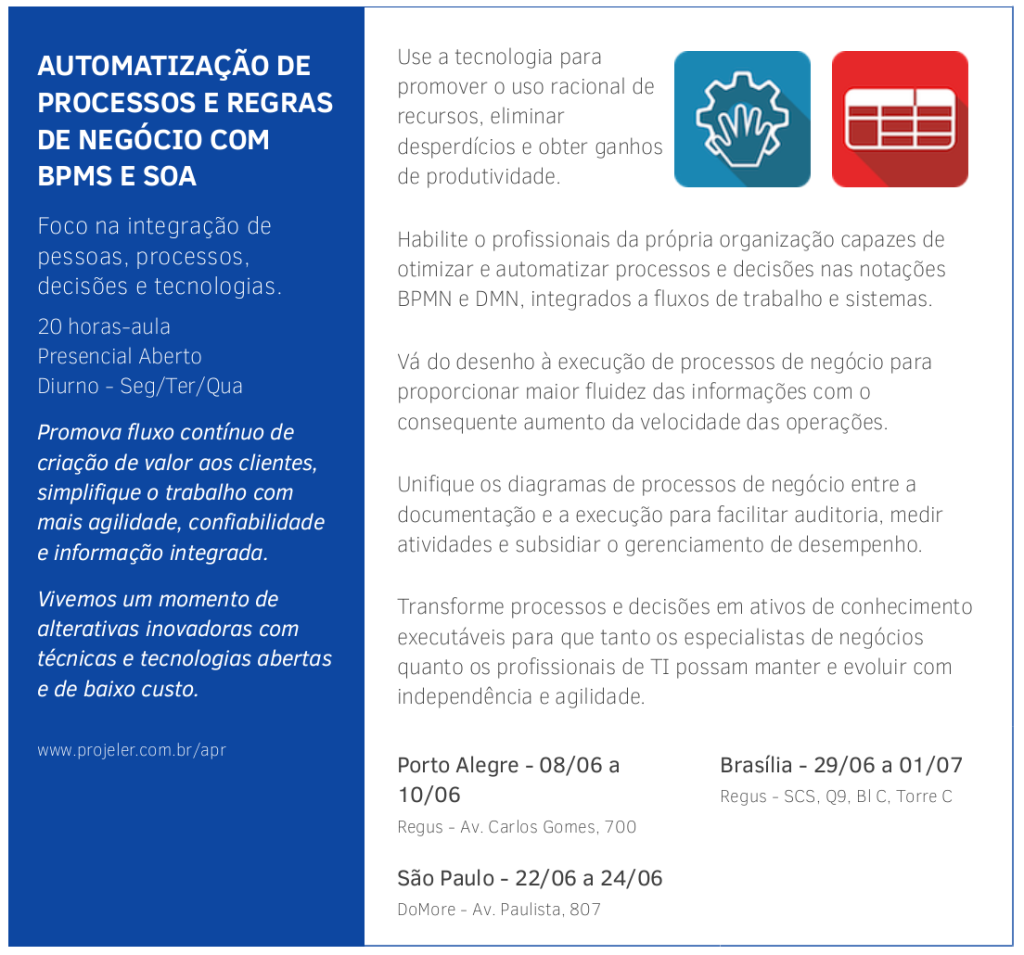 AUTOMATIZAÇÃO DE
PROCESSOS E REGRAS
DE NEGÓCIO COM
BPMS E SOA
Foco na integração de
pessoas, processos,
decisões e tecnologias.
20 horas-aula
Presencial Aberto
Diurno - Seg/Ter/Qua
Promova fluxo contínuo de
criação de valor aos clientes,
simplifique o trabalho com
mais agilidade, confiabilidade
e informação integrada.
Vivemos um momento de
alterativas inovadoras com
técnicas e tecnologias abertas
e de baixo custo.
www.projeler.com.br/apr
Use a tecnologia para
promover o uso racional de
recursos, eliminar
desperdícios e obter ganhos
de produtividade.
Habilite o profissionais da própria organização capazes de
otimizar e automatizar processos e decisões nas notações
BPMN e DMN, integrados a fluxos de trabalho e sistemas.
Vá do desenho à execução de processos de negócio para
proporcionar maior fluidez das informações com o
consequente aumento da velocidade das operações.
Unifique os diagramas de processos de negócio entre a
documentação e a execução para facilitar auditoria, medir
atividades e subsidiar o gerenciamento de desempenho.
Transforme processos e decisões em ativos de conhecimento
executáveis para que tanto os especialistas de negócios
quanto os profissionais de TI possam manter e evoluir com
independência e agilidade.
Porto Alegre - 08/06 a
10/06
Regus - Av. Carlos Gomes, 700
Brasília - 29/06 a 01/07
Regus - SCS, Q9, Bl C, Torre C
São Paulo - 22/06 a 24/06
DoMore - Av. Paulista, 807